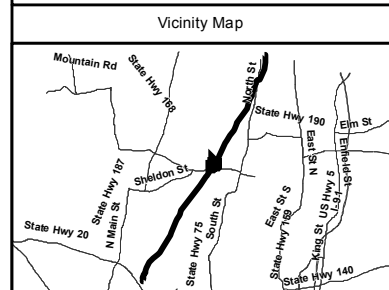 Vicinity Map
Mountain Rd
State Hwy 168
North St
State Hwy 190
Elm St
State Hwy 187
Sheldon St
East St N
Enfield St
US Hwy 5
I-91
N Main St
State Hwy 20
State Hwy 75
South St
East St S
State Hwy 159
King St
State Hwy 140